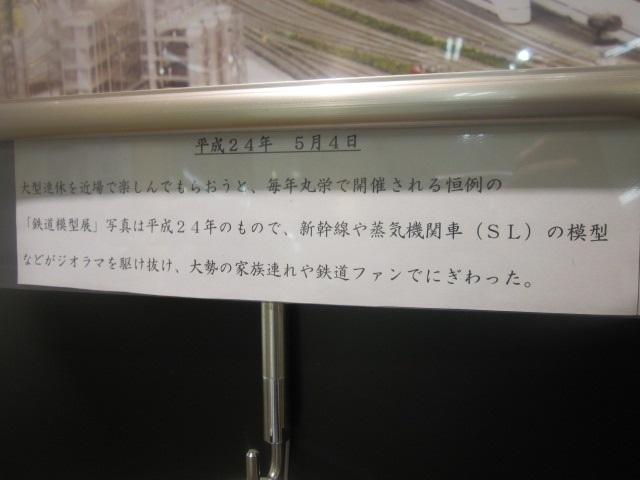 平成２４年　５月４日
大型連休を近場で楽しんでもらおうと、毎年丸栄で開催される恒例の
「鉄道模型展」写真は平成２４年のもので、新幹線や蒸気機関車（ＳＬ）の模型
などがジオラマを駆け抜け、大勢の家族連れや鉄道ファンでにぎわった。